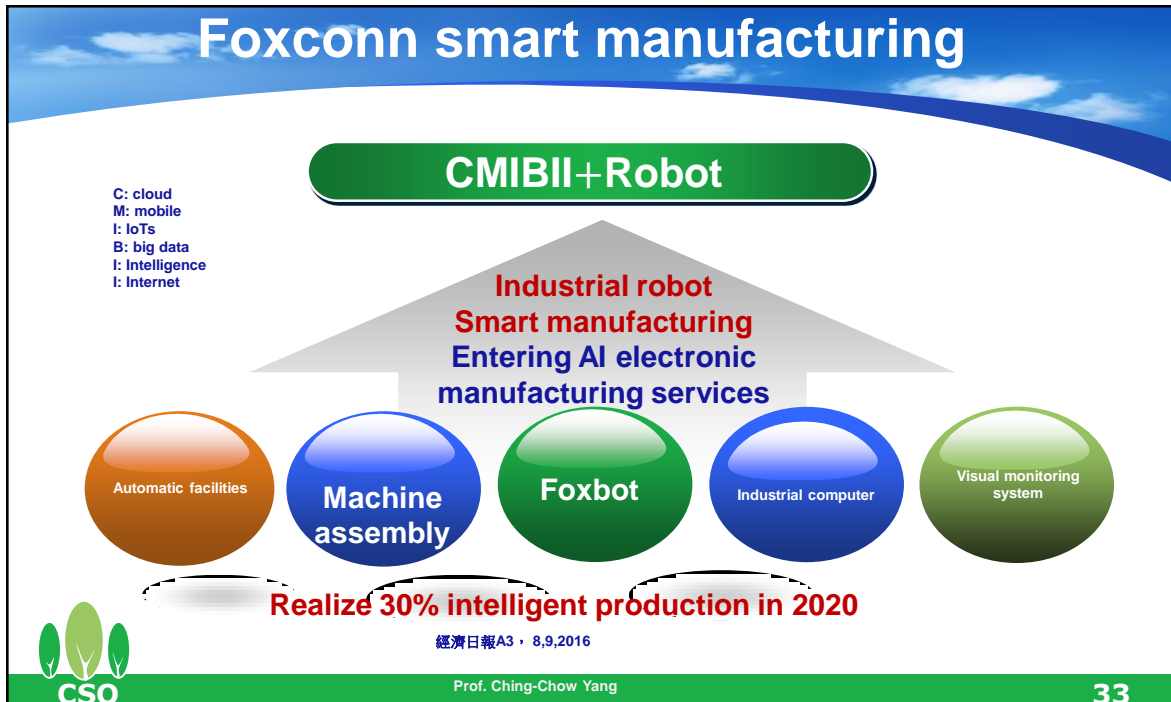 Foxconn smart manufacturing
CMIBII+Robot
C: cloud
M: mobile
I: IoTs
B: big data
I: Intelligence
I: Internet
Industrial robot
Smart manufacturing
Entering AI electronic
manufacturing services
Automatic facilities
Machine
assembly
Foxbot
Industrial computer
Visual monitoring
system
Realize 30% intelligent production in 2020
經濟日報A3， 8,9,2016
CSQ
Prof. Ching-Chow Yang
33